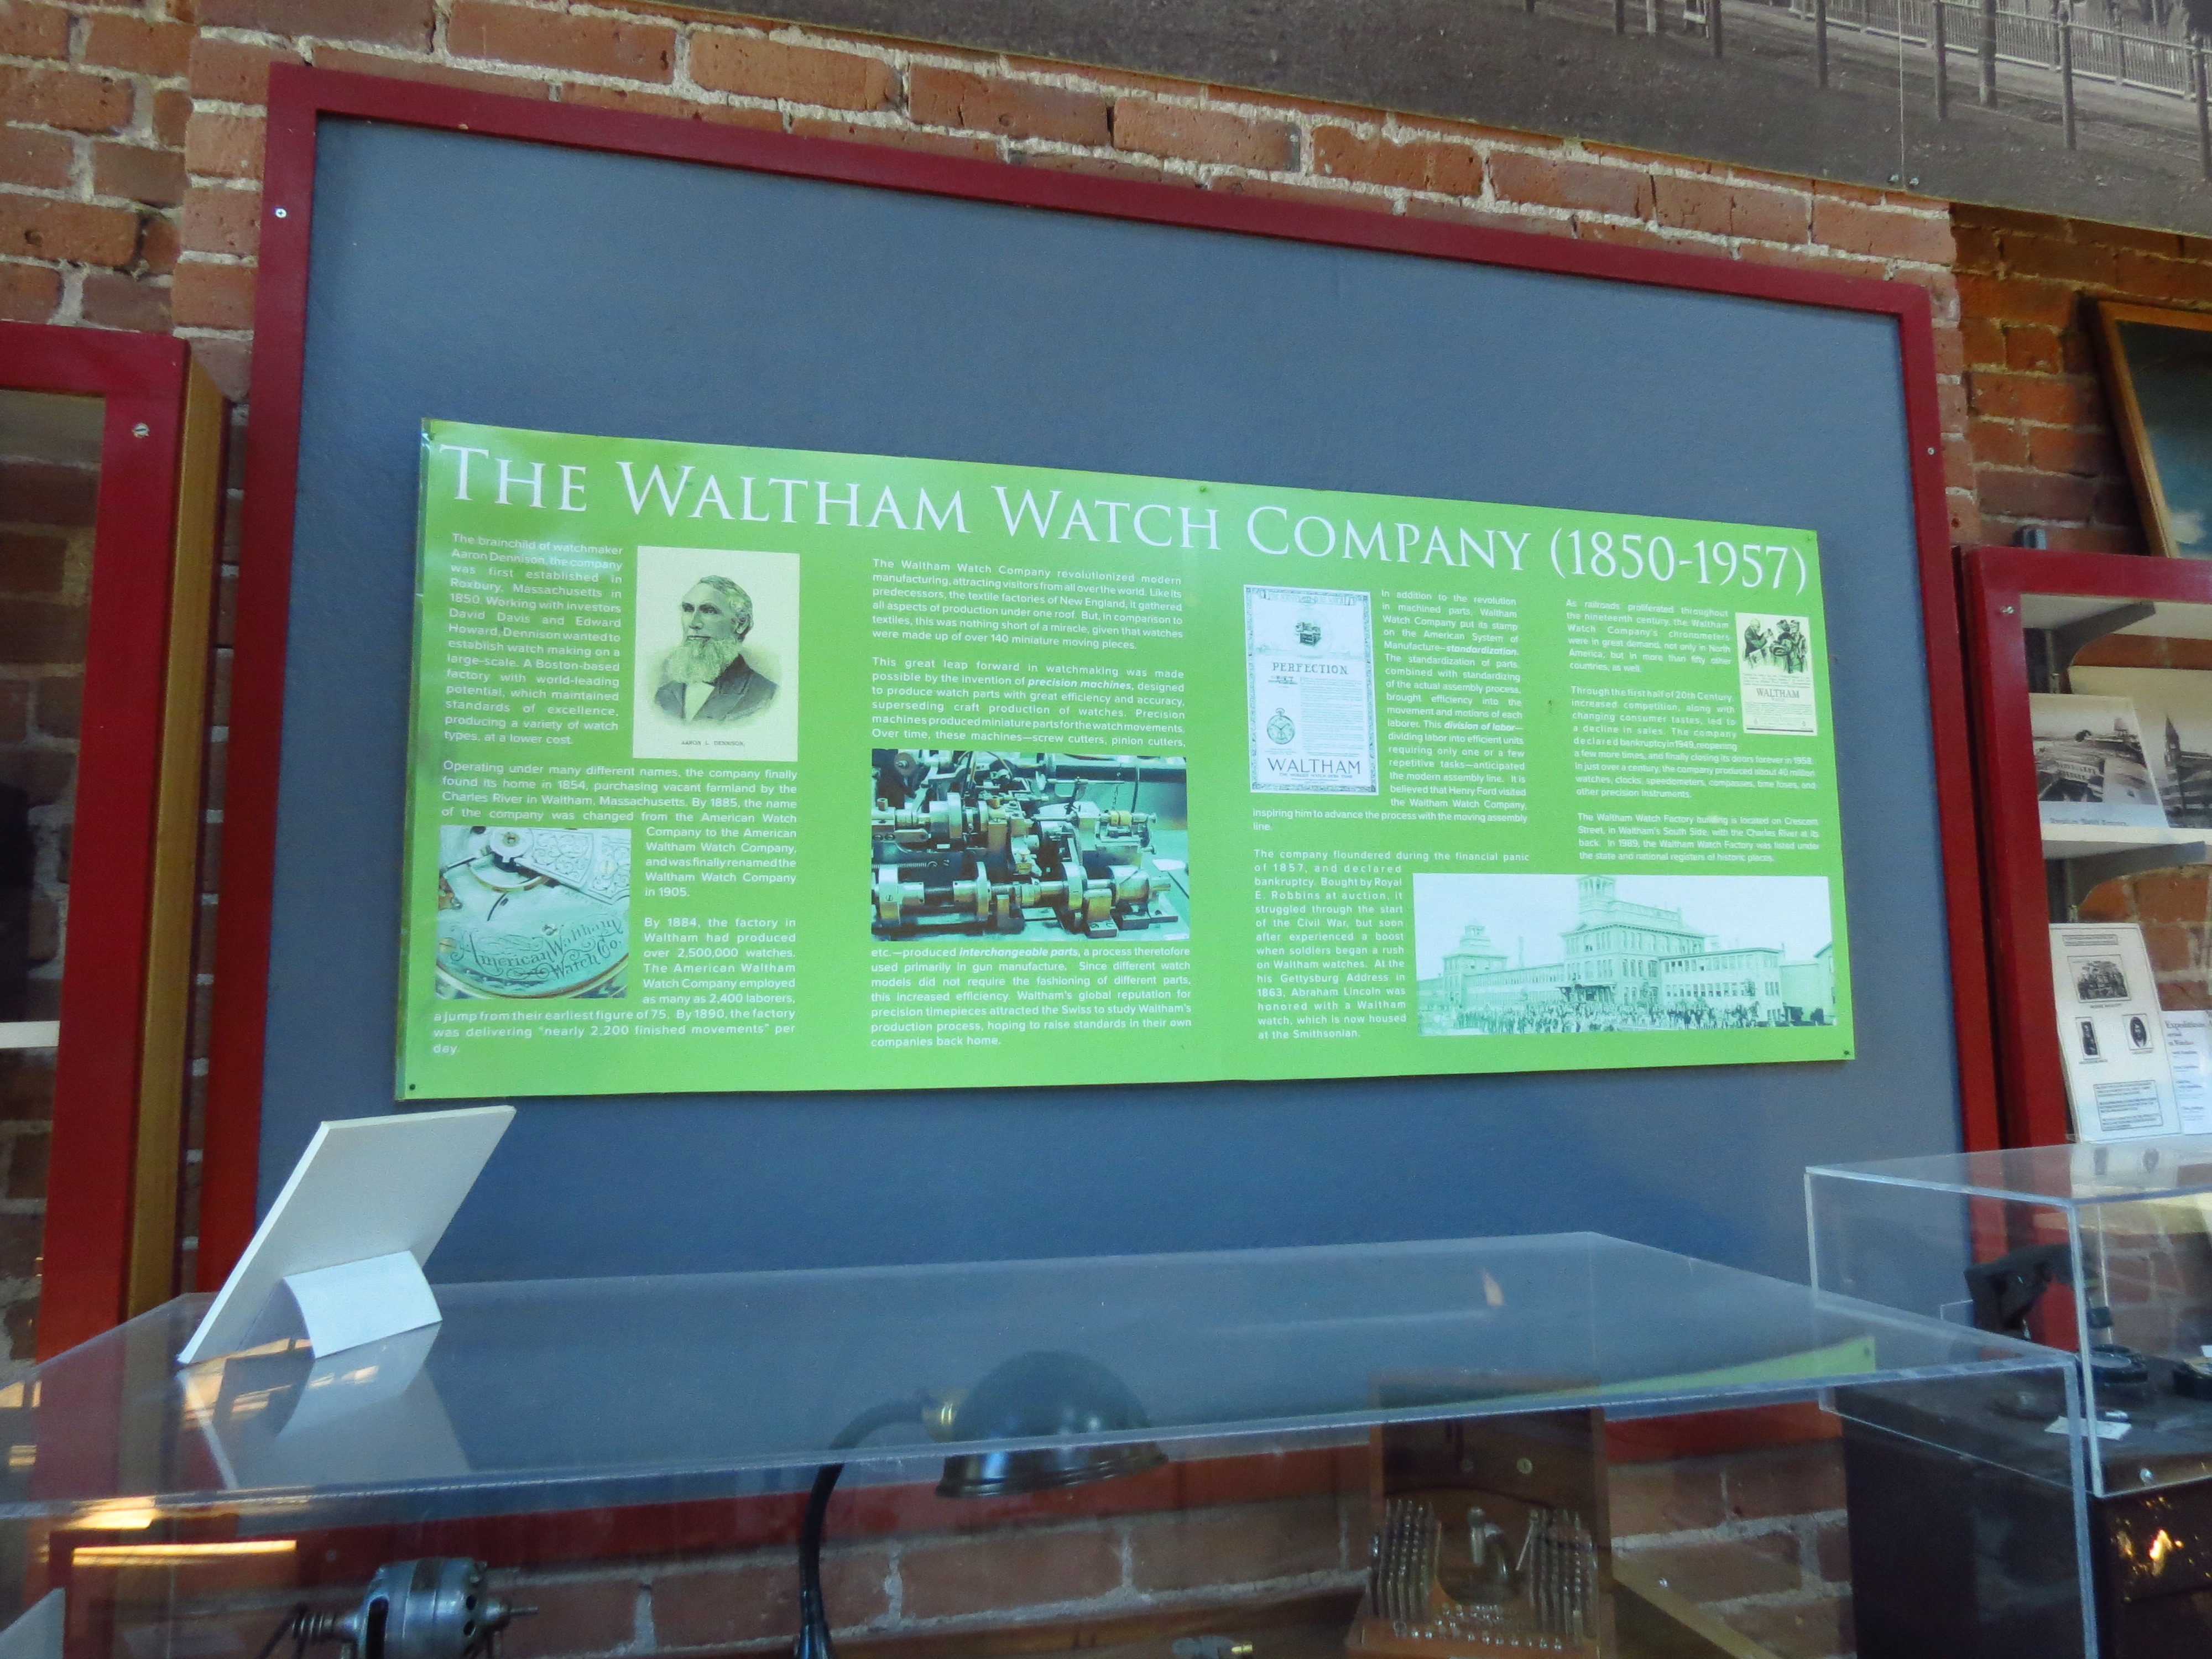 THE WALTHAM WATCH COMPANY (1850-1957)
The brainchild of watchmaker
Aaron Dennison, the company
was first established in
Roxbury, Massachusetts in
1850. Working with investors
David Davis and Edward
Howard, Dennison wanted to
establish watch making on a
large-scale. A Boston-based
factory with world-leading
potential, which maintained
standards of excellence,
producing a variety of watch
types, at a lower cost.
AARON L. DENNISON.
Operating under many different names, the company finally
found its home in 1854, purchasing vacant farmland by the
Charles River in Waltham, Massachusetts. By 1885, the name
of the company was changed from the American Watch
Company to the American
Waltham Watch Company,
and was finally renamed the
Waltham Watch Company
in 1905.
American Waltham
Watch Co.
By 1884, the factory in
Waltham had produced
over 2,500,000 watches.
The American Waltham
Watch Company employed
as many as 2,400 laborers,
a jump from their earliest figure of 75. By 1890, the factory
was delivering "nearly 2,200 finished movements" per
day.
The Waltham Watch Company revolutionized modern
manufacturing, attracting visitors from all over the world. Like its
predecessors, the textile factories of New England, it gathered
all aspects of production under one roof. But, in comparison to
textiles, this was nothing short of a miracle, given that watches
were made up of over 140 miniature moving pieces.
This great leap forward in watchmaking was made
possible by the invention of precision machines, designed
to produce watch parts with great efficiency and accuracy,
superseding craft production of watches. Precision
machines produced miniature parts for the watch movements.
Over time, these machines—screw cutters, pinion cutters,
etc.—produced interchangeable parts, a process theretofore
used primarily in gun manufacture. Since different watch
models did not require the fashioning of different parts,
this increased efficiency. Waltham's global reputation for
precision timepieces attracted the Swiss to study Waltham's
production process, hoping to raise standards in their own
companies back home.
PERFECTION
WALTHAM
In addition to the revolution
in machined parts, Waltham
Watch Company put its stamp
on the American System of
Manufacture—standardization.
The standardization of parts,
combined with standardizing
of the actual assembly process,
brought efficiency into the
movement and motions of each
laborer. This division of labor—
dividing labor into efficient units
requiring only one or a few
repetitive tasks—anticipated
the modern assembly line. It is
believed that Henry Ford visited
the Waltham Watch Company,
inspiring him to advance the process with the moving assembly
line.
The company floundered during the financial panic
of 1857, and declared
bankruptcy. Bought by Royal
E. Robbins at auction, it
struggled through the start
of the Civil War, but soon
after experienced a boost
when soldiers began a rush
on Waltham watches. At the
his Gettysburg Address in
1863, Abraham Lincoln was
honored with a Waltham
watch, which is now housed
at the Smithsonian.
As railroads proliferated throughout
the nineteenth century, the Waltham
Watch Company's chronometers
were in great demand, not only in North
America, but in more than fifty other
countries, as well.
WALTHAM
Through the first half of 20th Century,
increased competition, along with
changing consumer tastes, led to
a decline in sales. The company
declared bankruptcy in 1949, reopening
a few more times, and finally closing its doors forever in 1958.
In just over a century, the company produced about 40 million
watches, clocks, speedometers, compasses, time fuses, and
other precision instruments.
The Waltham Watch Factory building is located on Crescent
Street, in Waltham's South Side, with the Charles River at its
back. In 1989, the Waltham Watch Factory was listed under
the state and national registers of historic places.